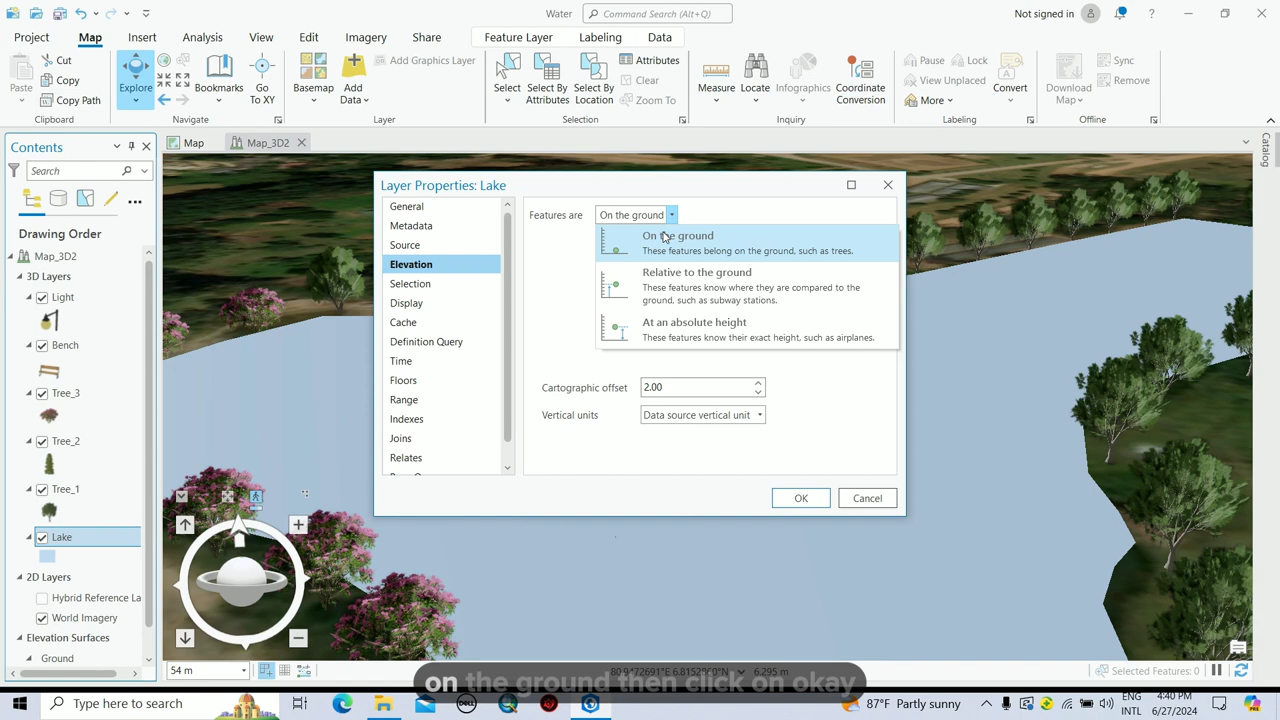 Water
Command Search (Alt+Q)
Not signed in
Project
Map
Insert
Analysis
View
Edit
Imagery
Share
Feature Layer
Labeling
Data
Paste
Cut
Copy
Copy Path
Clipboard
Explore
Bookmarks
Go To XY
Navigate
Basemap
Add Data
Add Graphics Layer
Layer
Select
Select By Attributes
Select By Location
Attributes
Clear
Zoom To
Selection
Measure
Locate
Infographics
Coordinate Conversion
Inquiry
Pause
Lock
View Unplaced
More
Convert
Labeling
Download Map
Sync
Remove
Offline
Contents
Search
Drawing Order
Map_3D2
3D Layers
Light
Bench
Tree_3
Tree_2
Tree_1
Lake
2D Layers
Hybrid Reference La
World Imagery
Elevation Surfaces
Ground
Map
Map_3D2
Catalog
Layer Properties: Lake
General
Metadata
Source
Elevation
Selection
Display
Cache
Definition Query
Time
Floors
Range
Indexes
Joins
Relates
Features are
On the ground
On the ground
These features belong on the ground, such as trees.
Relative to the ground
These features know where they are compared to the
ground, such as subway stations.
At an absolute height
These features know their exact height, such as airplanes.
Cartographic offset
2.00
Vertical units
Data source vertical unit
OK
Cancel
54 m
80.9472691°E
6.295 m
Selected Features: 0
on the ground then click on okay
Type here to search
DELL
87°F Partly sunny
ENG
INTL
4:40 PM
6/27/2024